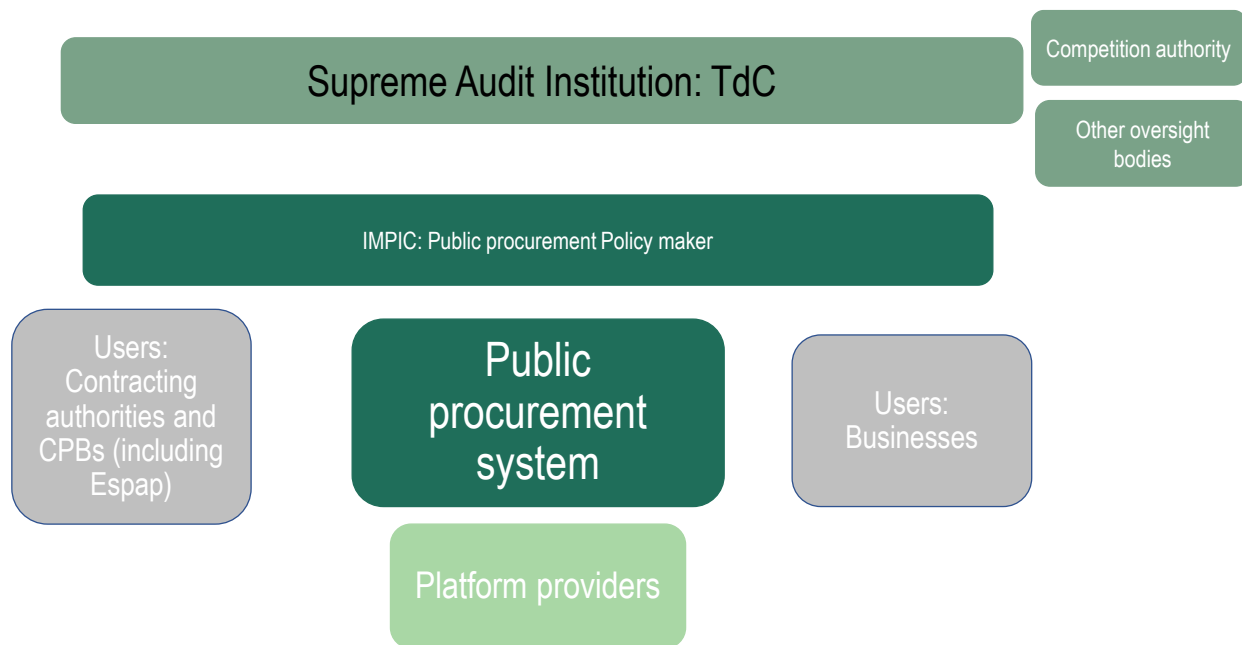 Supreme Audit Institution: TdC
Competition authority
Other oversight
bodies
IMPIC: Public procurement Policy maker
Users:
Contracting
authorities and
CPBs (including
Espap)
Public
procurement
system
Users:
Businesses
Platform providers